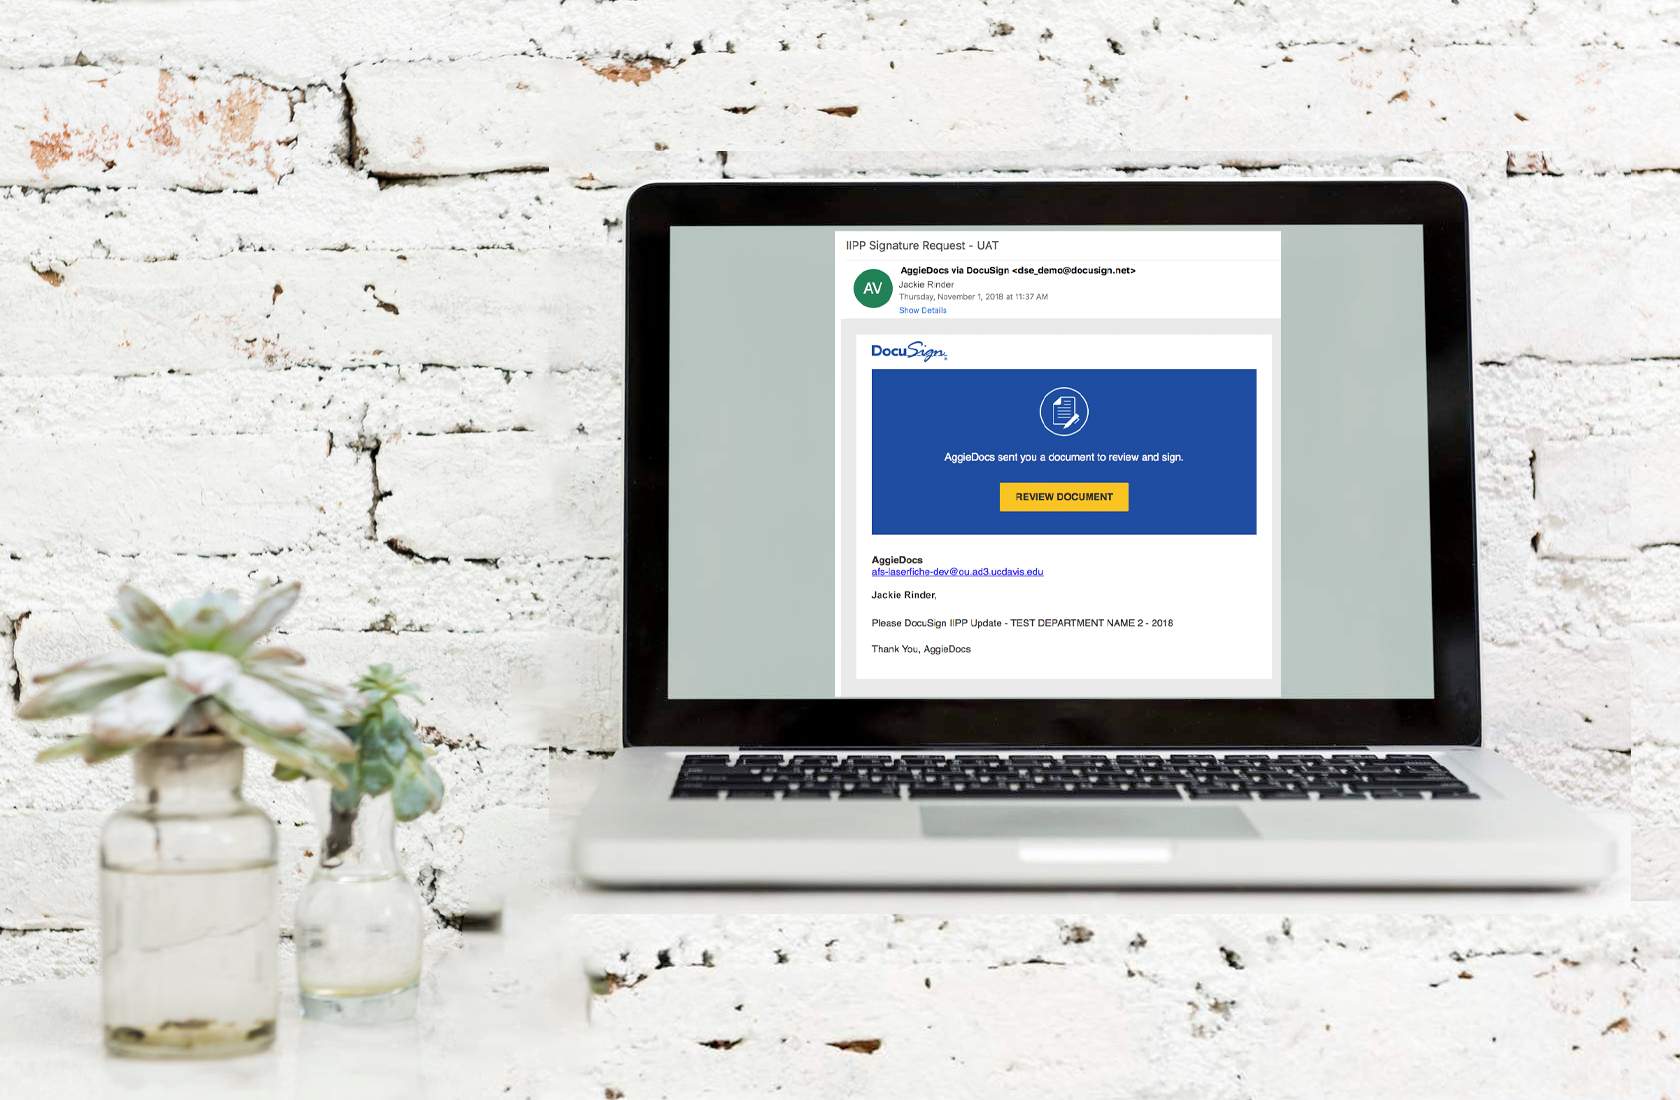 IIPP Signature Request - UAT
AV
AggieDocs via DocuSign <dse_demo@docusign.net>
Jackie Rinder
Thursday, November 1, 2018 at 11:37 AM
Show Details
DocuSign
AggieDocs sent you a document to review and sign.
REVIEW DOCUMENT
AggieDocs
afs-laserfiche-dev@ou.ad3.ucdavis.edu
Jackie Rinder,
Please DocuSign IIPP Update - TEST DEPARTMENT NAME 2 - 2018
Thank You, AggieDocs